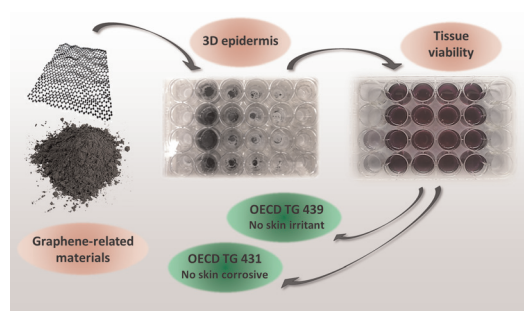 3D epidermis
Tissue
viability
OECD TG 439
No skin irritant
Graphene-related
materials
OECD TG 431
No skin corrosive